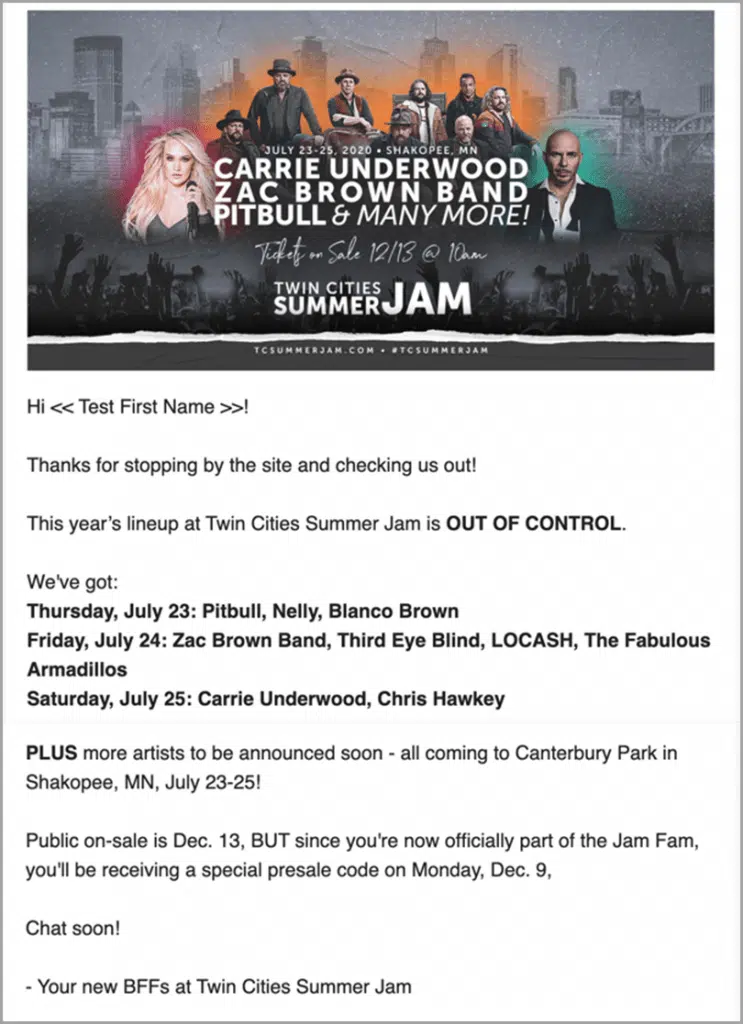 JULY 23-25, 2020 • SHAKOPEE, MN
CARRIE UNDERWOOD
ZAC BROWN BAND
PITBULL & MANY MORE!
Tickets on Sale 12/13 @ 10am
TWIN CITIES
SUMMER JAM
TCSUMMERJAM.COM • #TCSUMMERJAM
Hi << Test First Name >>!
Thanks for stopping by the site and checking us out!
This year’s lineup at Twin Cities Summer Jam is OUT OF CONTROL.
We've got:
Thursday, July 23: Pitbull, Nelly, Blanco Brown
Friday, July 24: Zac Brown Band, Third Eye Blind, LOCASH, The Fabulous
Armadillos
Saturday, July 25: Carrie Underwood, Chris Hawkey
PLUS more artists to be announced soon - all coming to Canterbury Park in
Shakopee, MN, July 23-25!
Public on-sale is Dec. 13, BUT since you're now officially part of the Jam Fam,
you'll be receiving a special presale code on Monday, Dec. 9,
Chat soon!
- Your new BFFs at Twin Cities Summer Jam